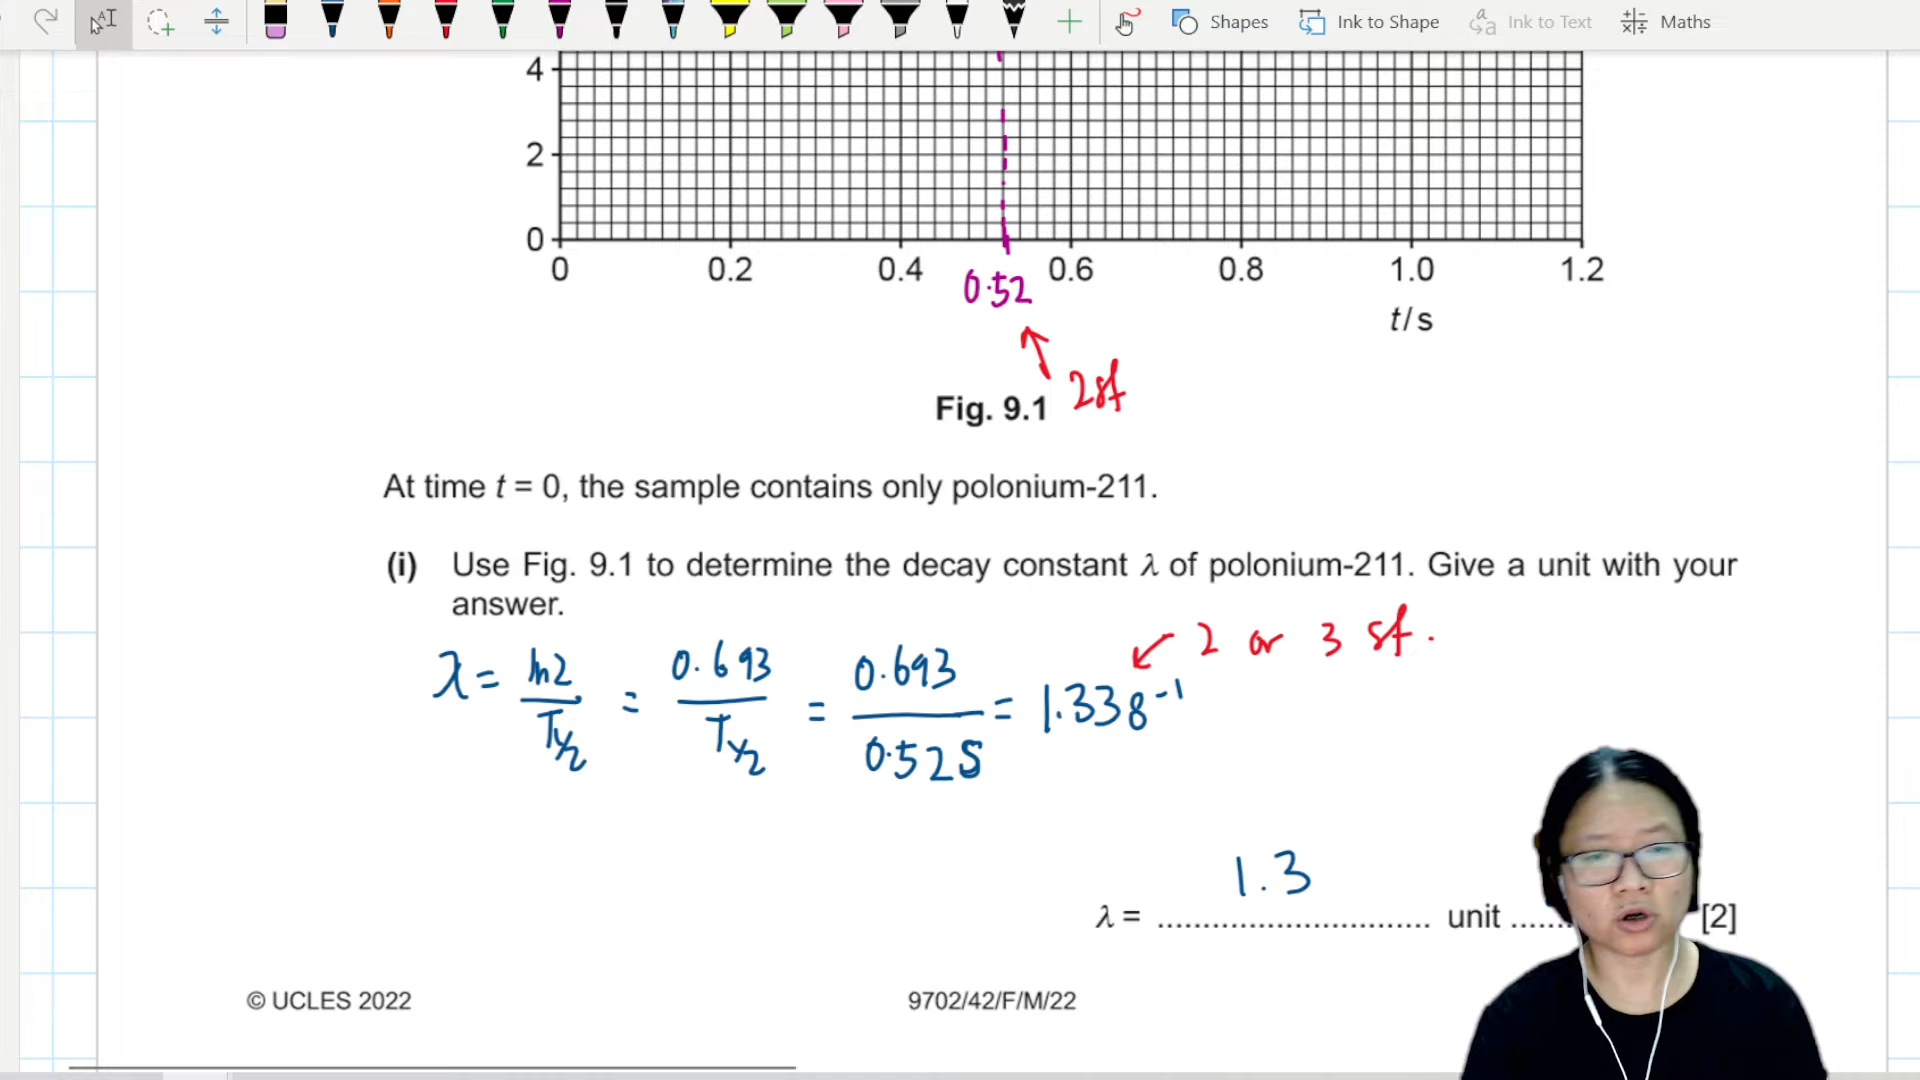 Shapes Ink to Shape Ink to Text Maths
4
2
0
0 0.2 0.4 0.6 0.8 1.0 1.2
0.52
t/s
2sf
Fig. 9.1
At time t = 0, the sample contains only polonium-211.
(i) Use Fig. 9.1 to determine the decay constant λ of polonium-211. Give a unit with your
answer.
2 or 3 sf.
λ = ln2/T½ = 0.693/T½ = 0.693/0.52s = 1.33s⁻¹
1.3
λ = .............................. unit ....... [2]
© UCLES 2022 9702/42/F/M/22